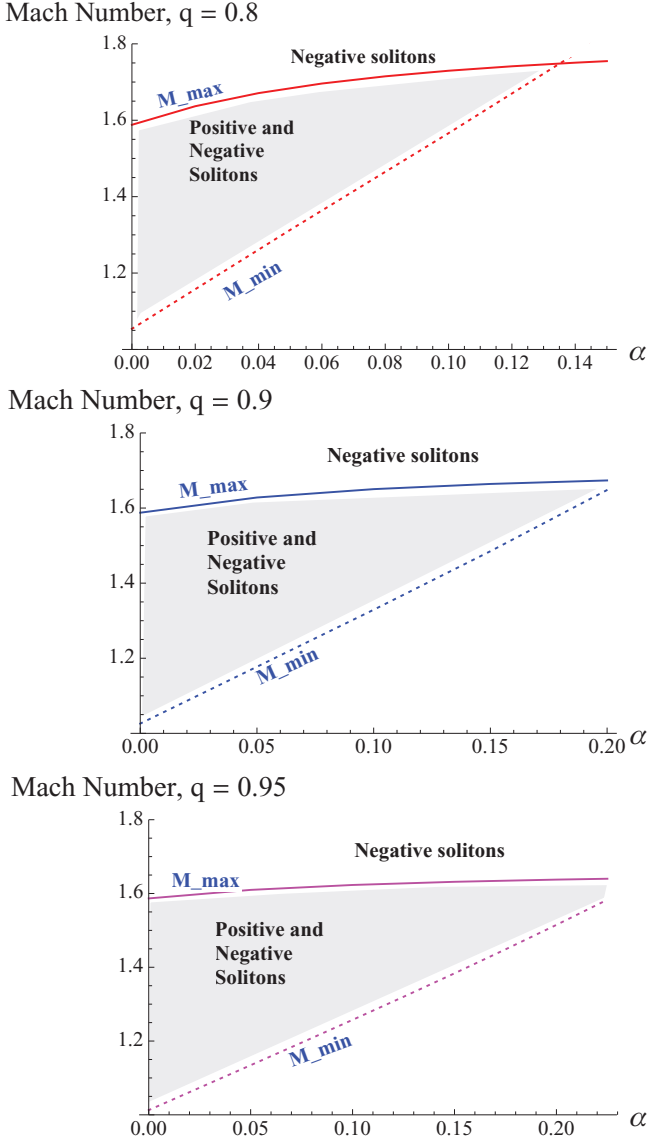 Mach Number, q = 0.8
1.8
Negative solitons
M_max
1.6
Positive and
Negative
Solitons
1.4
1.2
M_min
0.00 0.02 0.04 0.06 0.08 0.10 0.12 0.14 α
Mach Number, q = 0.9
1.8
Negative solitons
M_max
1.6
Positive and
Negative
Solitons
1.4
1.2
M_min
0.00 0.05 0.10 0.15 0.20 α
Mach Number, q = 0.95
1.8
Negative solitons
M_max
1.6
Positive and
Negative
Solitons
1.4
1.2
M_min
0.00 0.05 0.10 0.15 0.20 α